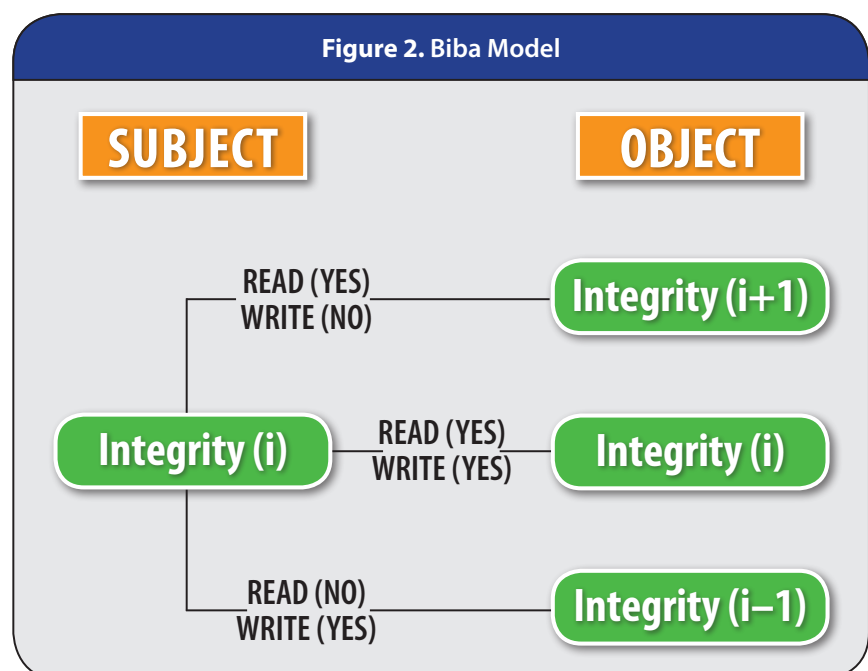 Figure 2. Biba Model
SUBJECT
OBJECT
READ (YES)
WRITE (NO)
Integrity (i+1)
Integrity (i)
READ (YES)
WRITE (YES)
Integrity (i)
READ (NO)
WRITE (YES)
Integrity (i–1)